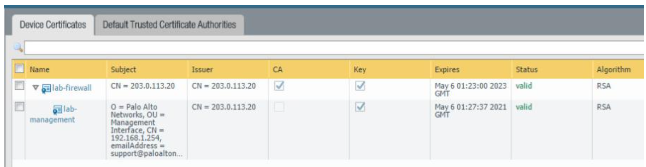 Device Certificates Default Trusted Certificate Authorities
Name Subject Issuer CA Key Expires Status Algorithm
lab-firewall CN = 203.0.113.20 CN = 203.0.113.20 May 6 01:23:00 2023 GMT valid RSA
lab-management O = Palo Alto Networks, OU = Management Interface, CN = 192.168.1.254, emailAddress = support@paloalton... CN = 203.0.113.20 May 6 01:27:37 2021 GMT valid RSA